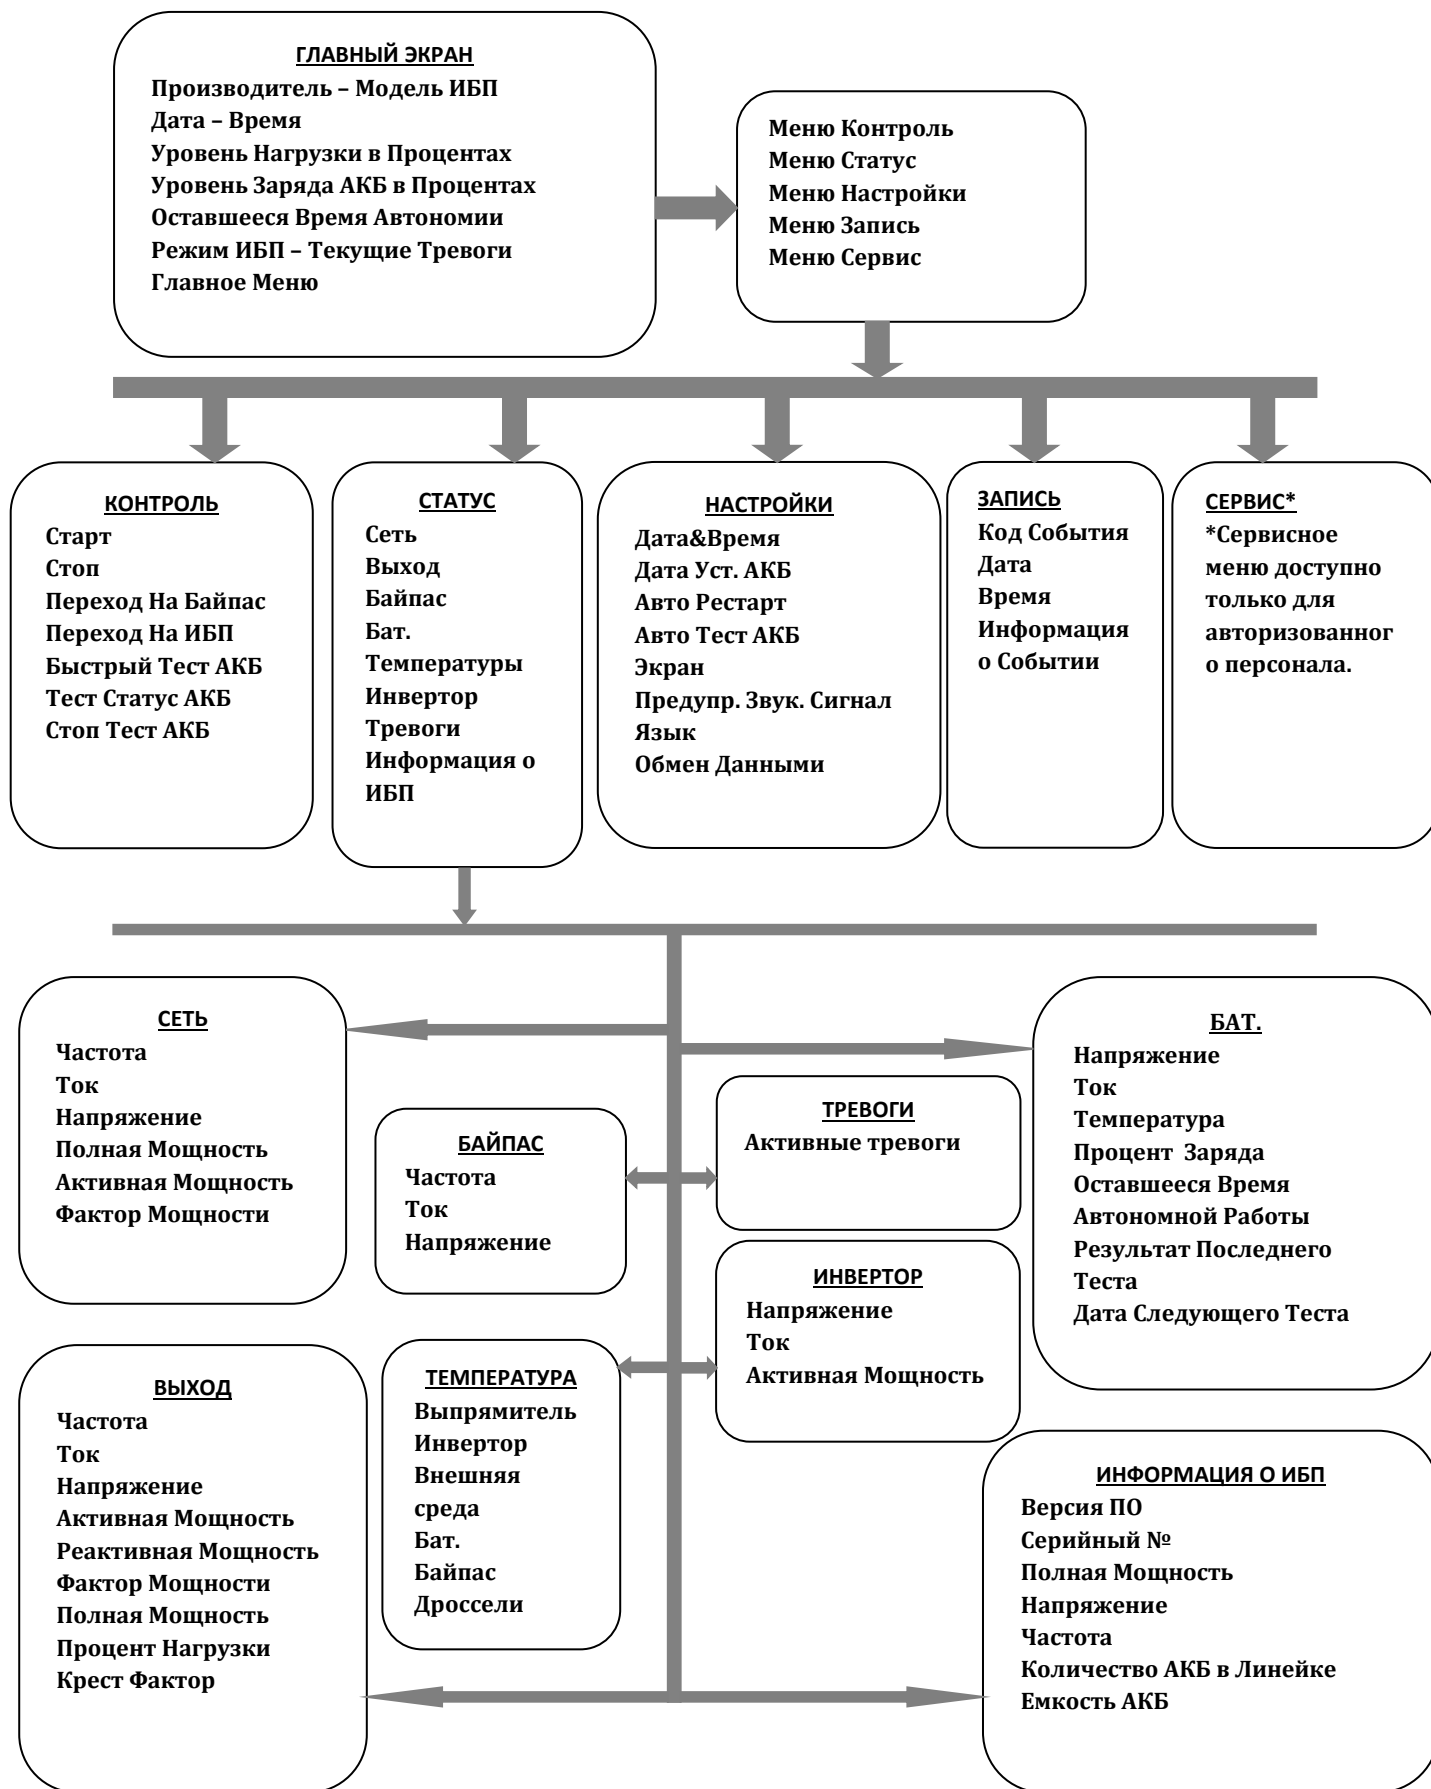 ГЛАВНЫЙ ЭКРАН
Производитель – Модель ИБП
Дата – Время
Уровень Нагрузки в Процентах
Уровень Заряда АКБ в Процентах
Оставшееся Время Автономии
Режим ИБП – Текущие Тревоги
Главное Меню
Меню Контроль
Меню Статус
Меню Настройки
Меню Запись
Меню Сервис
КОНТРОЛЬ
Старт
Стоп
Переход На Байпас
Переход На ИБП
Быстрый Тест АКБ
Тест Статус АКБ
Стоп Тест АКБ
СТАТУС
Сеть
Выход
Байпас
Бат.
Температуры
Инвертор
Тревоги
Информация о
ИБП
НАСТРОЙКИ
Дата&Время
Дата Уст. АКБ
Авто Рестарт
Авто Тест АКБ
Экран
Предупр. Звук. Сигнал
Язык
Обмен Данными
ЗАПИСЬ
Код События
Дата
Время
Информация
о Событии
СЕРВИС*
*Сервисное
меню доступно
только для
авторизованног
о персонала.
СЕТЬ
Частота
Ток
Напряжение
Полная Мощность
Активная Мощность
Фактор Мощности
БАЙПАС
Частота
Ток
Напряжение
ТРЕВОГИ
Активные тревоги
БАТ.
Напряжение
Ток
Температура
Процент  Заряда
Оставшееся Время
Автономной Работы
Результат Последнего
Теста
Дата Следующего Теста
ИНВЕРТОР
Напряжение
Ток
Активная Мощность
ВЫХОД
Частота
Ток
Напряжение
Активная Мощность
Реактивная Мощность
Фактор Мощности
Полная Мощность
Процент Нагрузки
Крест Фактор
ТЕМПЕРАТУРА
Выпрямитель
Инвертор
Внешняя
среда
Бат.
Байпас
Дроссели
ИНФОРМАЦИЯ О ИБП
Версия ПО
Серийный №
Полная Мощность
Напряжение
Частота
Количество АКБ в Линейке
Емкость АКБ